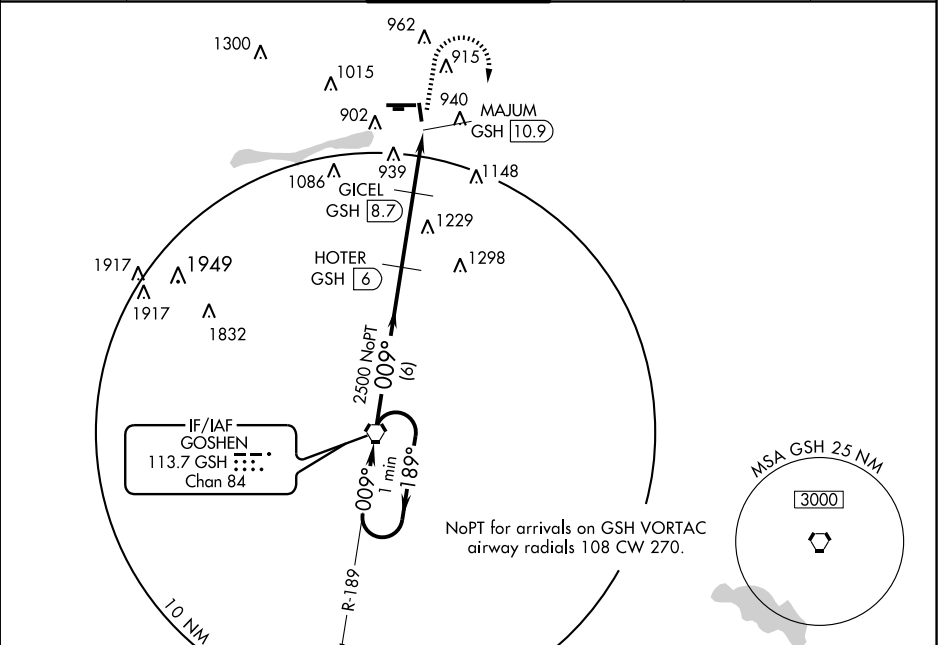 962
1300
915
1015
940
MAJUM
GSH 10.9
902
939
1086
1148
GICEL
GSH 8.7
1229
HOTER
GSH 6
1298
1917
1949
1917
1832
2500 NoPT
009°
(6)
IF/IAF
GOSHEN
113.7 GSH
Chan 84
009°
1 min
189°
NoPT for arrivals on GSH VORTAC
airway radials 108 CW 270.
MSA GSH 25 NM
3000
R-189
10 NM